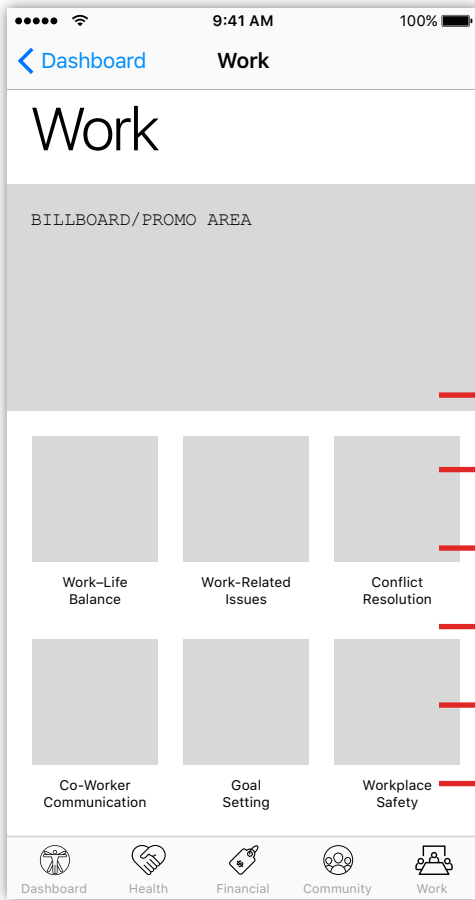 9:41 AM 100%
Dashboard Work
Work
BILLBOARD/PROMO AREA
Work–Life Work-Related Conflict
Balance Issues Resolution
Co-Worker Goal Workplace
Communication Setting Safety
Dashboard Health Financial Community Work